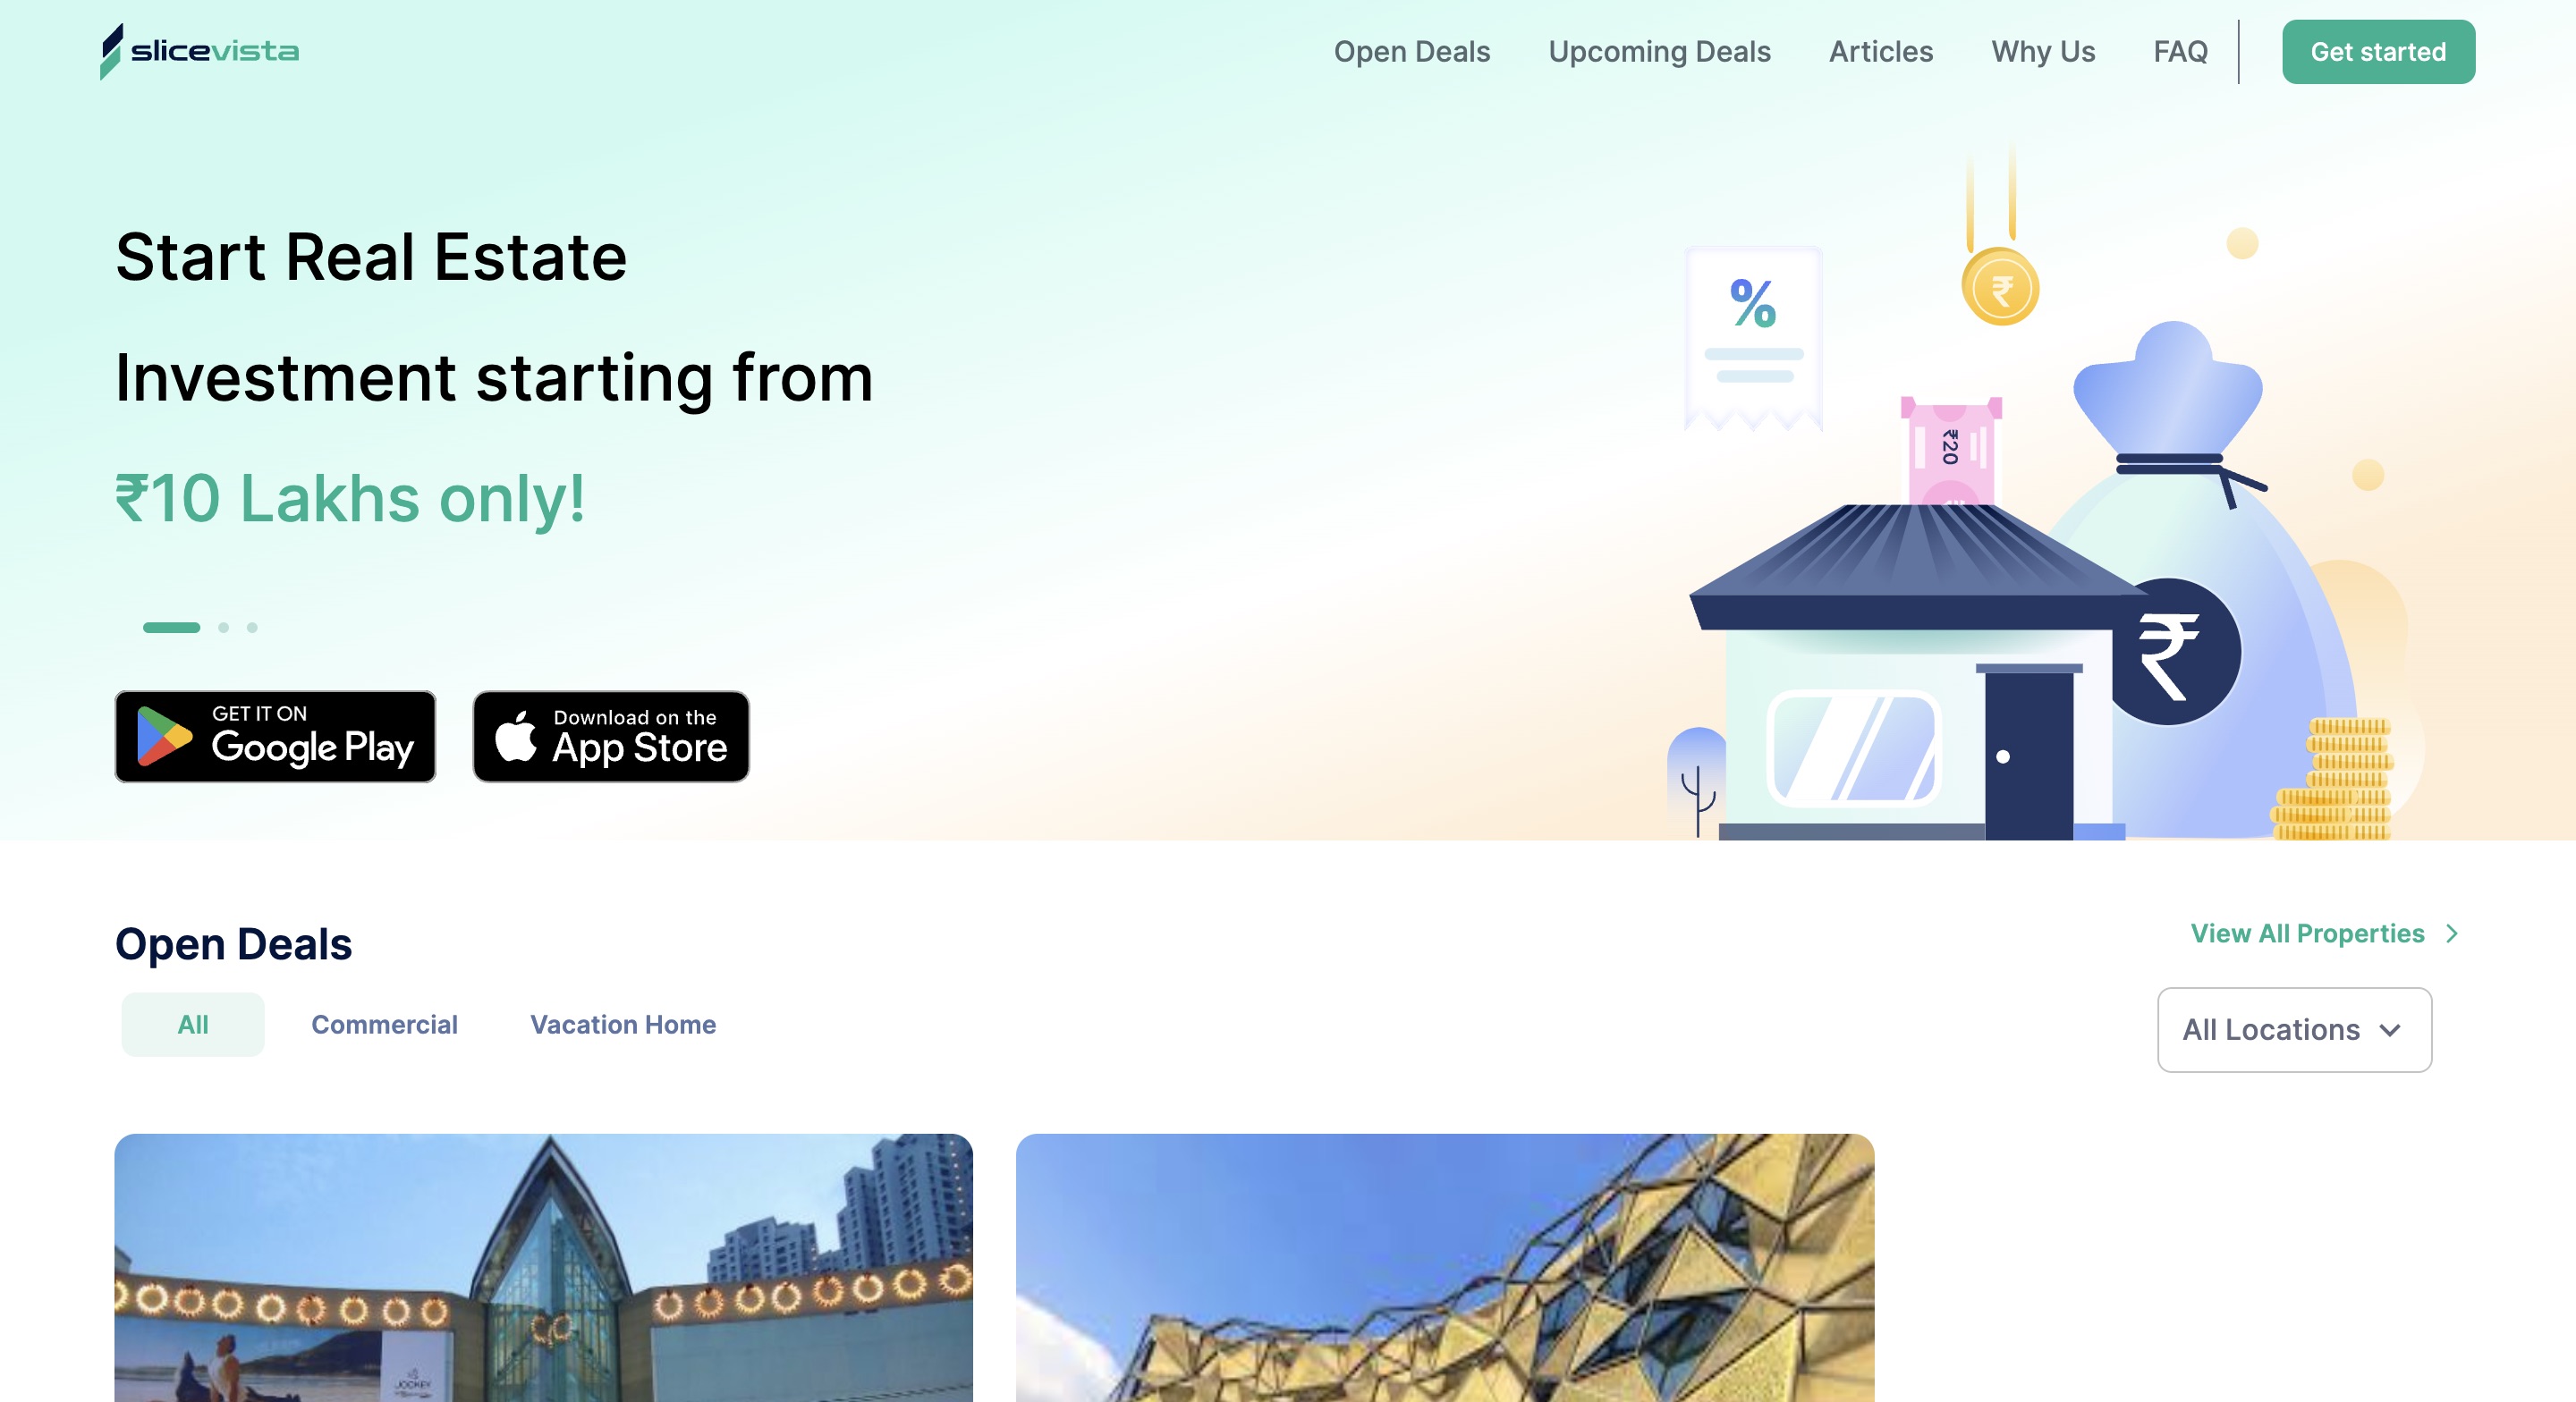 slicevista
Open Deals
Upcoming Deals
Articles
Why Us
FAQ
Get started
Start Real Estate
Investment starting from
₹10 Lakhs only!
GET IT ON
Google Play
Download on the
App Store
%
₹
₹20
₹
Open Deals
View All Properties
All
Commercial
Vacation Home
All Locations
JOCKEY